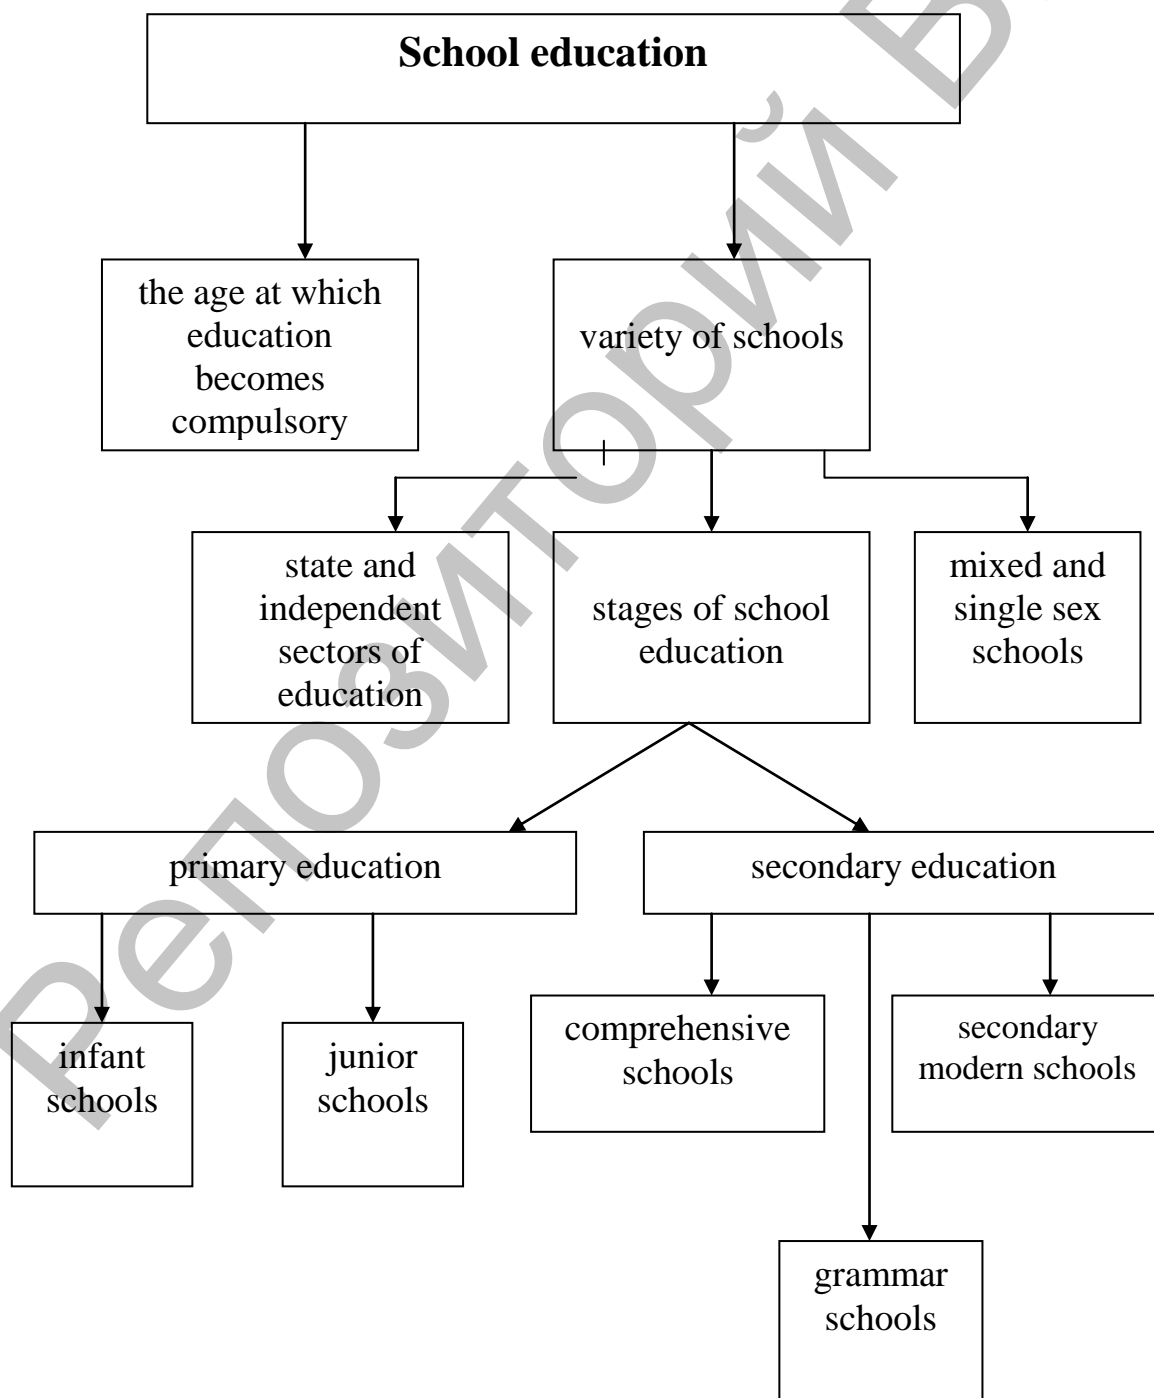 School education
the age at which
education
becomes
compulsory
variety of schools
state and
independent
sectors of
education
stages of school
education
mixed and
single sex
schools
primary education
secondary education
infant
schools
junior
schools
comprehensive
schools
secondary
modern schools
grammar
schools
Репозиторий